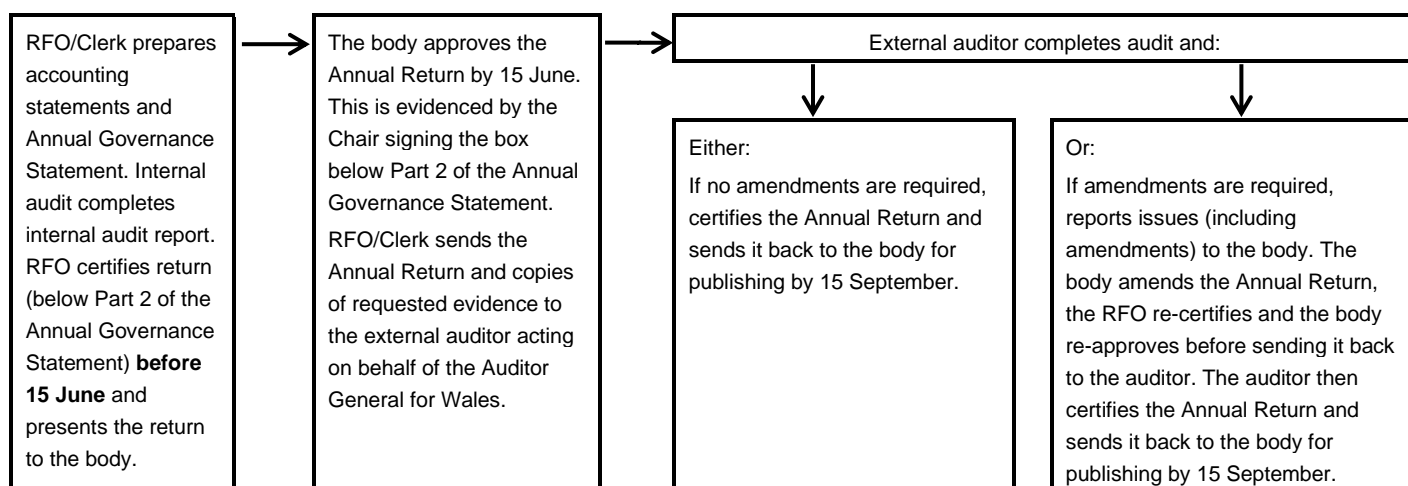 RFO/Clerk prepares
accounting
statements and
Annual Governance
Statement. Internal
audit completes
internal audit report.
RFO certifies return
(below Part 2 of the
Annual Governance
Statement) before
15 June and
presents the return
to the body.
The body approves the
Annual Return by 15 June.
This is evidenced by the
Chair signing the box
below Part 2 of the Annual
Governance Statement.
RFO/Clerk sends the
Annual Return and copies
of requested evidence to
the external auditor acting
on behalf of the Auditor
General for Wales.
External auditor completes audit and:
Either:
If no amendments are required,
certifies the Annual Return and
sends it back to the body for
publishing by 15 September.
Or:
If amendments are required,
reports issues (including
amendments) to the body. The
body amends the Annual Return,
the RFO re-certifies and the body
re-approves before sending it back
to the auditor. The auditor then
certifies the Annual Return and
sends it back to the body for
publishing by 15 September.